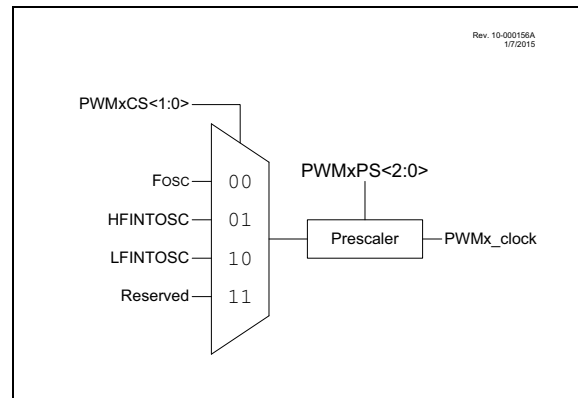 Rev. 10-000156A
1/7/2015
PWMxCS<1:0>
PWMxPS<2:0>
Fosc
00
HFINTOSC
01
Prescaler
PWMx_clock
LFINTOSC
10
Reserved
11